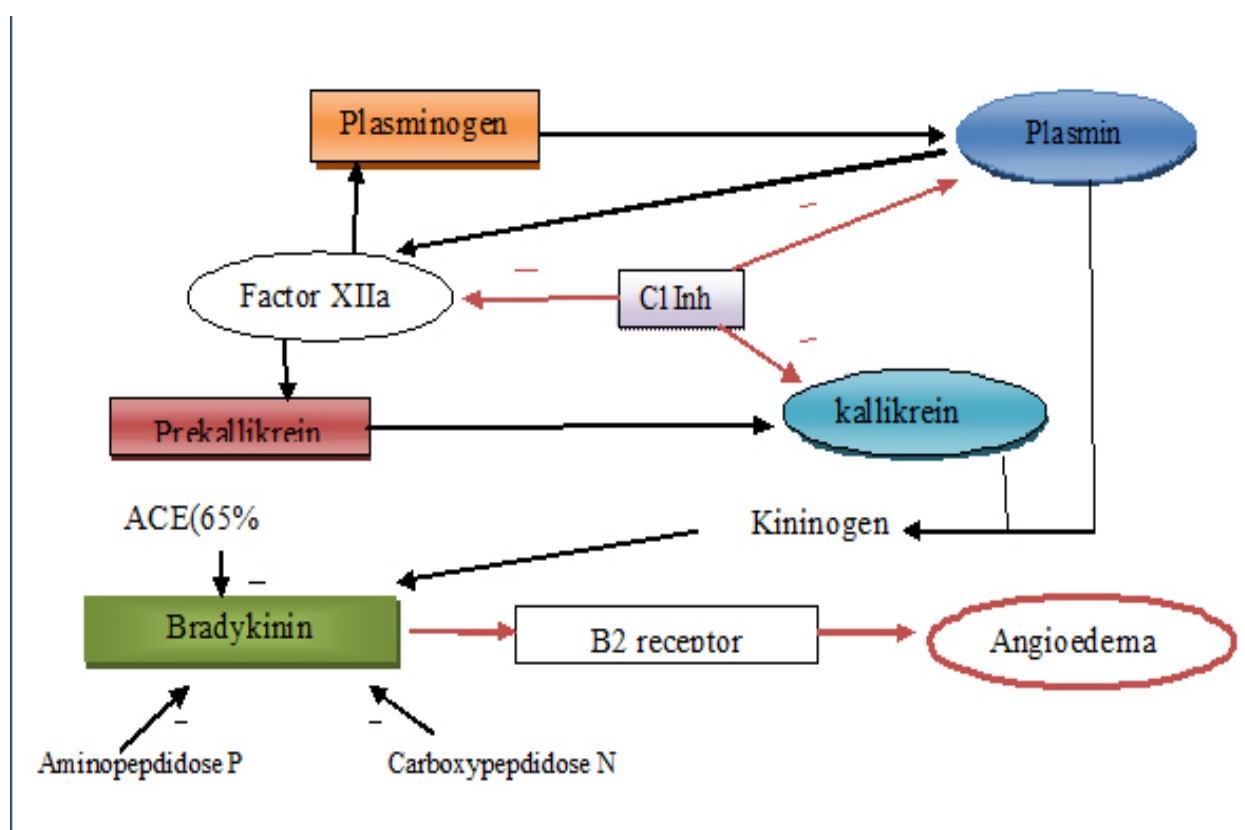 Plasminogen
Plasmin
–
–
Factor XIIa
C1Inh
–
Prekallikrein
kallikrein
ACE(65%
Kininogen
–
Bradykinin
B2 receptor
Angioedema
–
–
Aminopepdidose P
Carboxypepdidose N